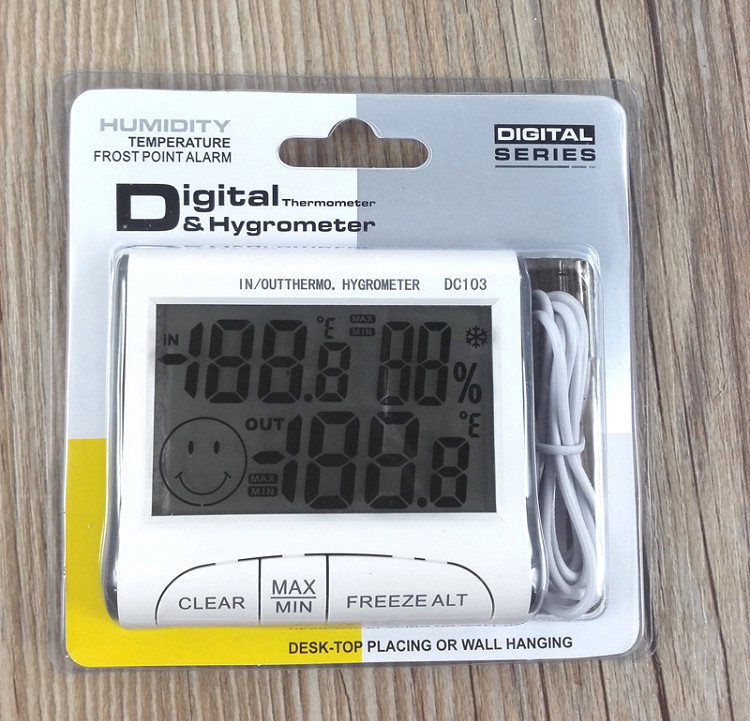 HUMIDITY
TEMPERATURE
FROST POINT ALARM
DIGITAL
SERIES
Digital Thermometer
& Hygrometer
IN/OUTTHERMO. HYGROMETER DC103
IN -188.8 °E MAX MIN 88 %
OUT -188.8 °E
MAX
MIN
CLEAR MAX MIN FREEZE ALT
DESK-TOP PLACING OR WALL HANGING